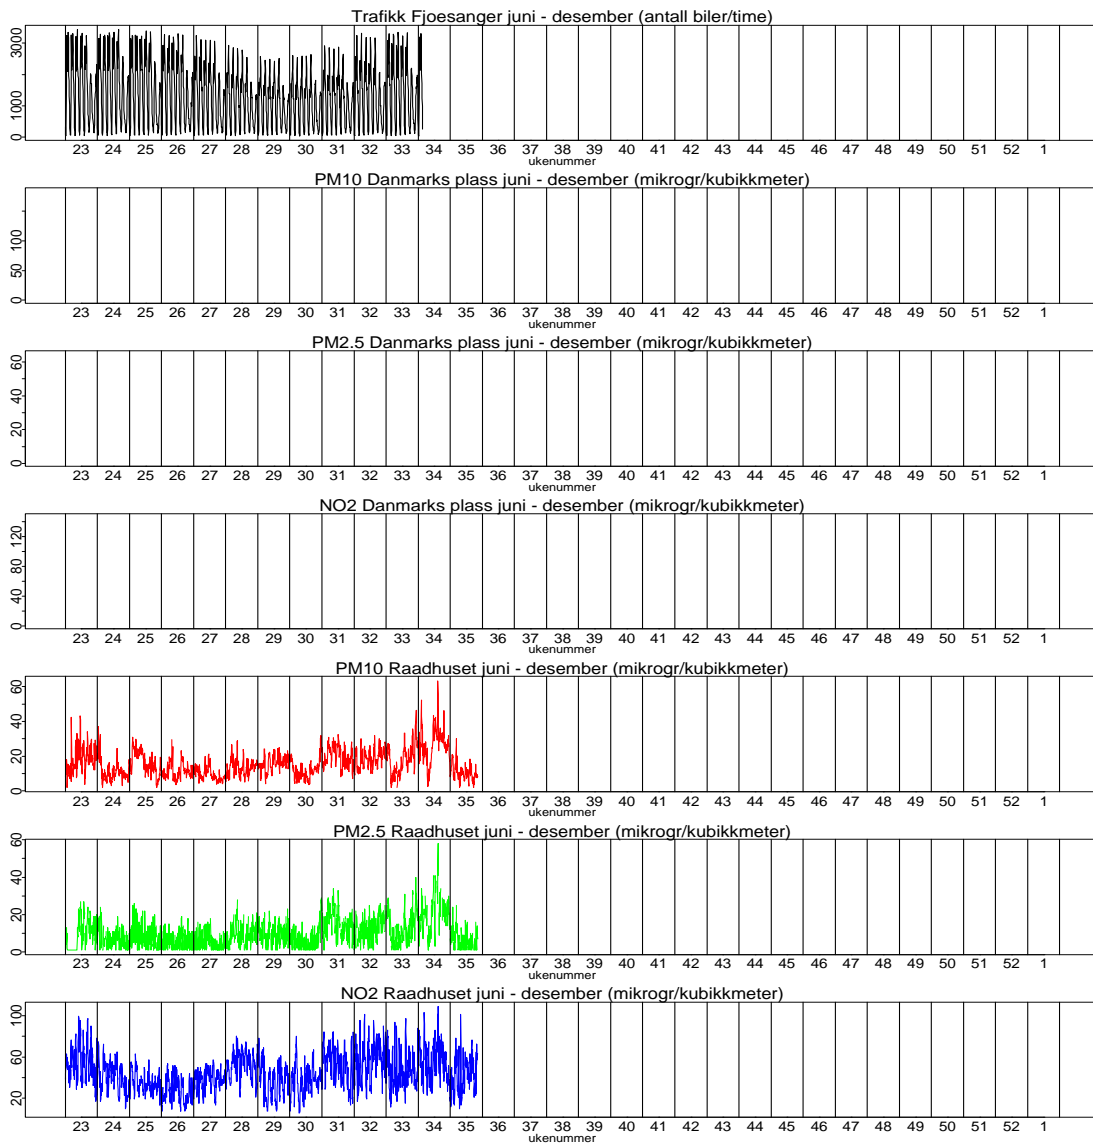 Trafikk Fjoesanger juni - desember (antall biler/time)
0 1000 3000
23 24 25 26 27 28 29 30 31 32 33 34 35 36 37 38 39 40 41 42 43 44 45 46 47 48 49 50 51 52 1
ukenummer
PM10 Danmarks plass juni - desember (mikrogr/kubikkmeter)
0 50 100
23 24 25 26 27 28 29 30 31 32 33 34 35 36 37 38 39 40 41 42 43 44 45 46 47 48 49 50 51 52 1
ukenummer
PM2.5 Danmarks plass juni - desember (mikrogr/kubikkmeter)
0 20 40 60
23 24 25 26 27 28 29 30 31 32 33 34 35 36 37 38 39 40 41 42 43 44 45 46 47 48 49 50 51 52 1
ukenummer
NO2 Danmarks plass juni - desember (mikrogr/kubikkmeter)
0 40 80 120
23 24 25 26 27 28 29 30 31 32 33 34 35 36 37 38 39 40 41 42 43 44 45 46 47 48 49 50 51 52 1
ukenummer
PM10 Raadhuset juni - desember (mikrogr/kubikkmeter)
0 20 40 60
23 24 25 26 27 28 29 30 31 32 33 34 35 36 37 38 39 40 41 42 43 44 45 46 47 48 49 50 51 52 1
ukenummer
PM2.5 Raadhuset juni - desember (mikrogr/kubikkmeter)
0 20 40 60
23 24 25 26 27 28 29 30 31 32 33 34 35 36 37 38 39 40 41 42 43 44 45 46 47 48 49 50 51 52 1
ukenummer
NO2 Raadhuset juni - desember (mikrogr/kubikkmeter)
20 60 100
23 24 25 26 27 28 29 30 31 32 33 34 35 36 37 38 39 40 41 42 43 44 45 46 47 48 49 50 51 52 1
ukenummer